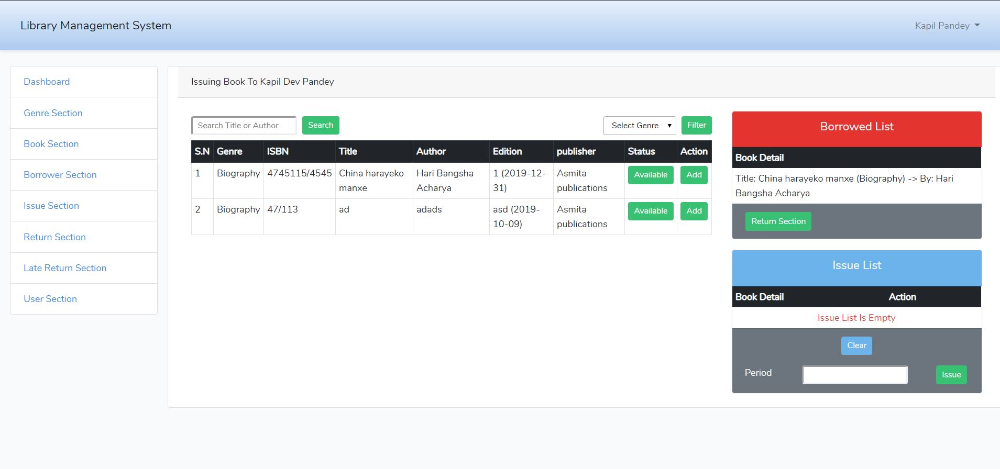 Library Management System
Kapil Pandey
Dashboard
Genre Section
Book Section
Borrower Section
Issue Section
Return Section
Late Return Section
User Section
Issuing Book To Kapil Dev Pandey
Search Title or Author Search Select Genre Filter
S.N Genre ISBN Title Author Edition publisher Status Action
1 Biography 4745115/4545 China harayeko Hari Bangsha 1 (2019-12- Asmita Available Add
manxe Acharya 31) publications
2 Biography 47/113 ad adads asd (2019- Asmita Available Add
10-09) publications
Borrowed List
Book Detail
Title: China harayeko manxe (Biography) -> By: Hari
Bangsha Acharya
Return Section
Issue List
Book Detail Action
Issue List Is Empty
Clear
Period Issue